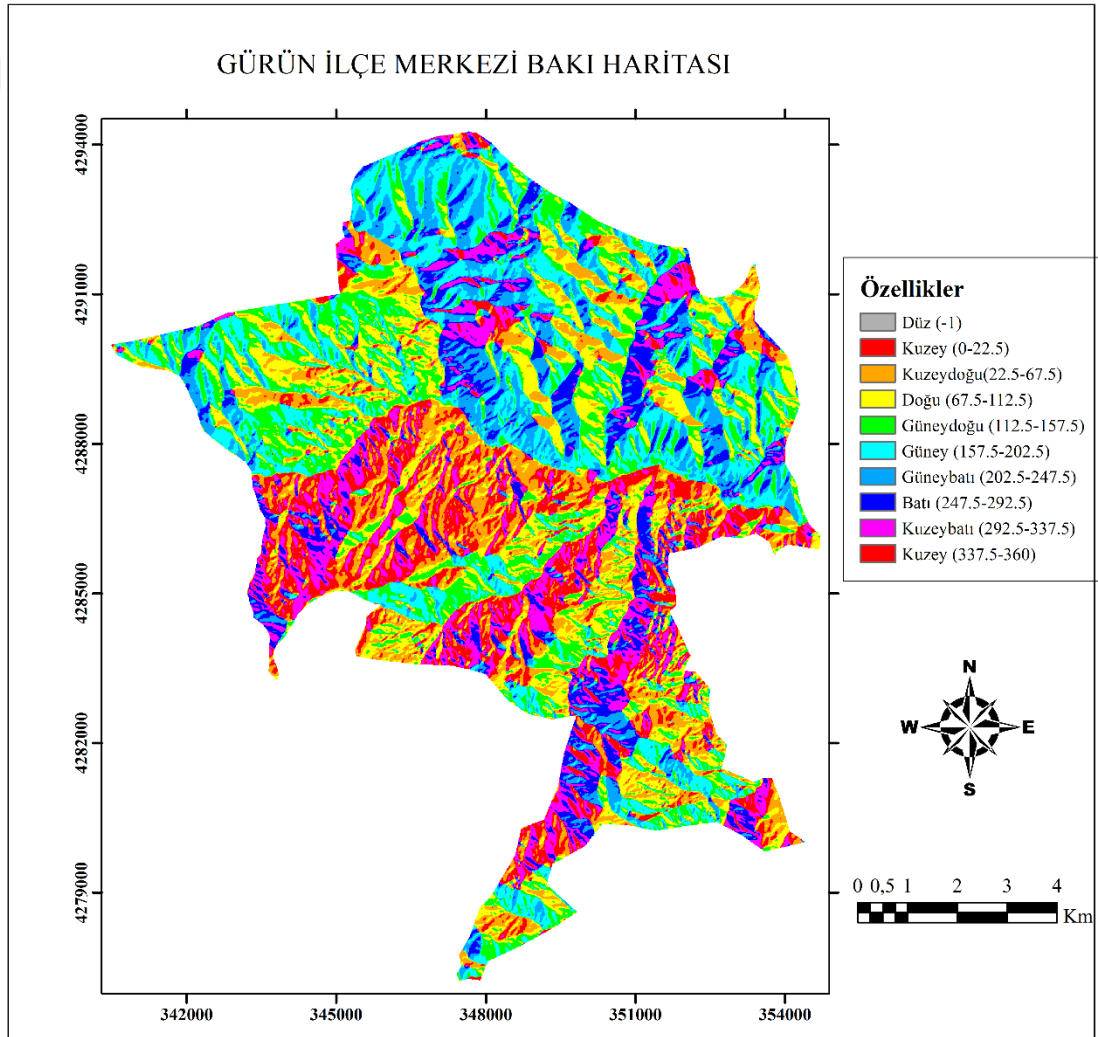 GÜRÜN İLÇE MERKEZİ BAKI HARİTASI
4294000
4291000
4288000
4285000
4282000
4279000
342000 345000 348000 351000 354000
Özellikler
Düz (-1)
Kuzey (0-22.5)
Kuzeydoğu(22.5-67.5)
Doğu (67.5-112.5)
Güneydoğu (112.5-157.5)
Güney (157.5-202.5)
Güneybatı (202.5-247.5)
Batı (247.5-292.5)
Kuzeybatı (292.5-337.5)
Kuzey (337.5-360)
N
W E
S
0 0,5 1 2 3 4
Km